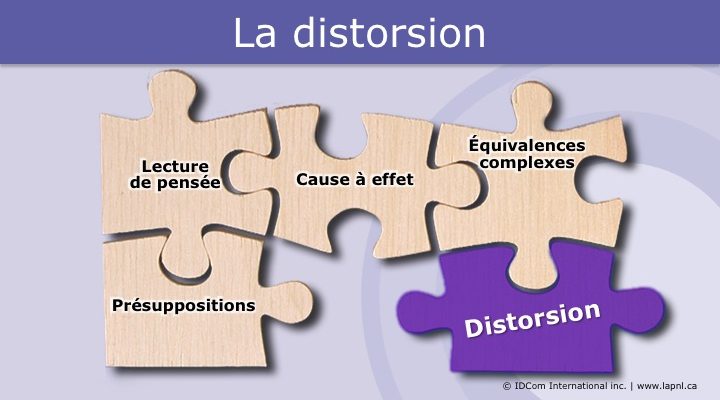 La distorsion
Lecture
de pensée
Cause à effet
Équivalences
complexes
Présuppositions
Distorsion
© IDCom International inc. | www.lapnl.ca